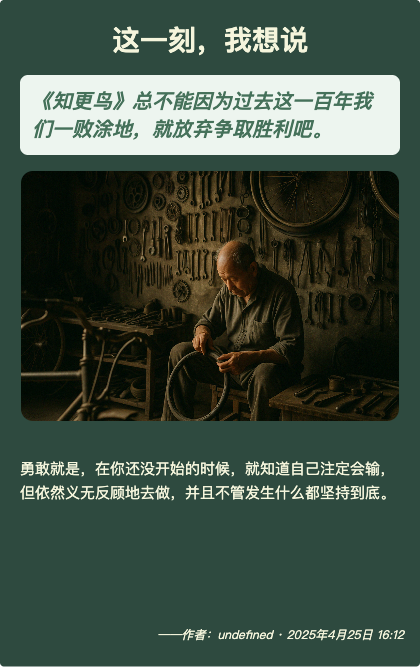 这一刻，我想说
《知更鸟》总不能因为过去这一百年我
们一败涂地，就放弃争取胜利吧。
勇敢就是，在你还没开始的时候，就知道自己注定会输，
但依然义无反顾地去做，并且不管发生什么都坚持到底。
——作者：undefined · 2025年4月25日 16:12